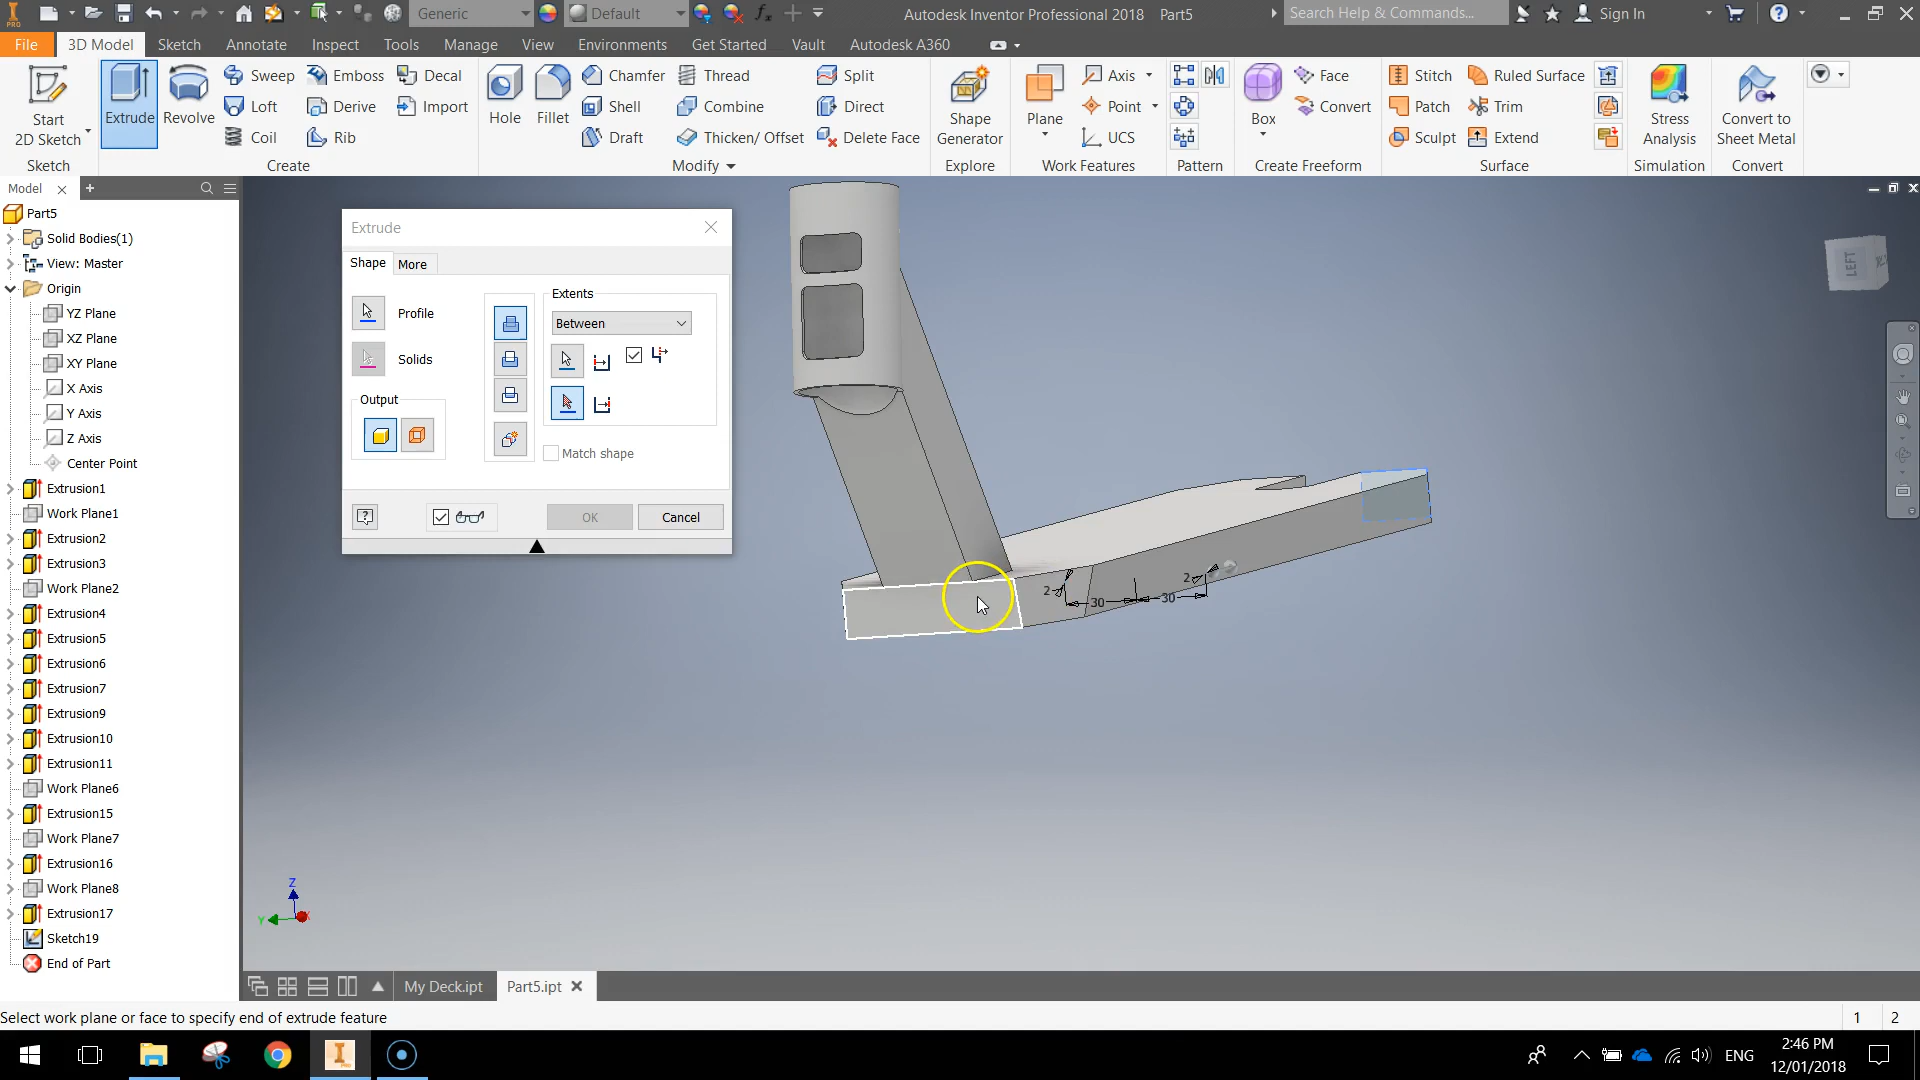 Generic
Default
Autodesk Inventor Professional 2018 Part5
Search Help & Commands...
Sign In
PRO
File
3D Model
Sketch
Annotate
Inspect
Tools
Manage
View
Environments
Get Started
Vault
Autodesk A360
Start
2D Sketch
Extrude
Revolve
Sweep
Loft
Coil
Emboss
Derive
Rib
Decal
Import
Hole
Fillet
Chamfer
Shell
Draft
Thread
Combine
Thicken/ Offset
Split
Direct
Delete Face
Shape
Generator
Plane
Axis
Point
UCS
Box
Face
Convert
Stitch
Patch
Sculpt
Ruled Surface
Trim
Extend
Stress
Analysis
Convert to
Sheet Metal
Sketch
Create
Modify
Explore
Work Features
Pattern
Create Freeform
Surface
Simulation
Convert
Model
Part5
Solid Bodies(1)
View: Master
Origin
YZ Plane
XZ Plane
XY Plane
X Axis
Y Axis
Z Axis
Center Point
Extrusion1
Work Plane1
Extrusion2
Extrusion3
Work Plane2
Extrusion4
Extrusion5
Extrusion6
Extrusion7
Extrusion9
Extrusion10
Extrusion11
Work Plane6
Extrusion15
Work Plane7
Extrusion16
Work Plane8
Extrusion17
Sketch19
End of Part
Extrude
Shape
More
Profile
Solids
Output
Extents
Between
Match shape
OK
Cancel
LEFT
2
30
30
2
Z
Y
X
My Deck.ipt
Part5.ipt
Select work plane or face to specify end of extrude feature
1
2
ENG
2:46 PM
12/01/2018